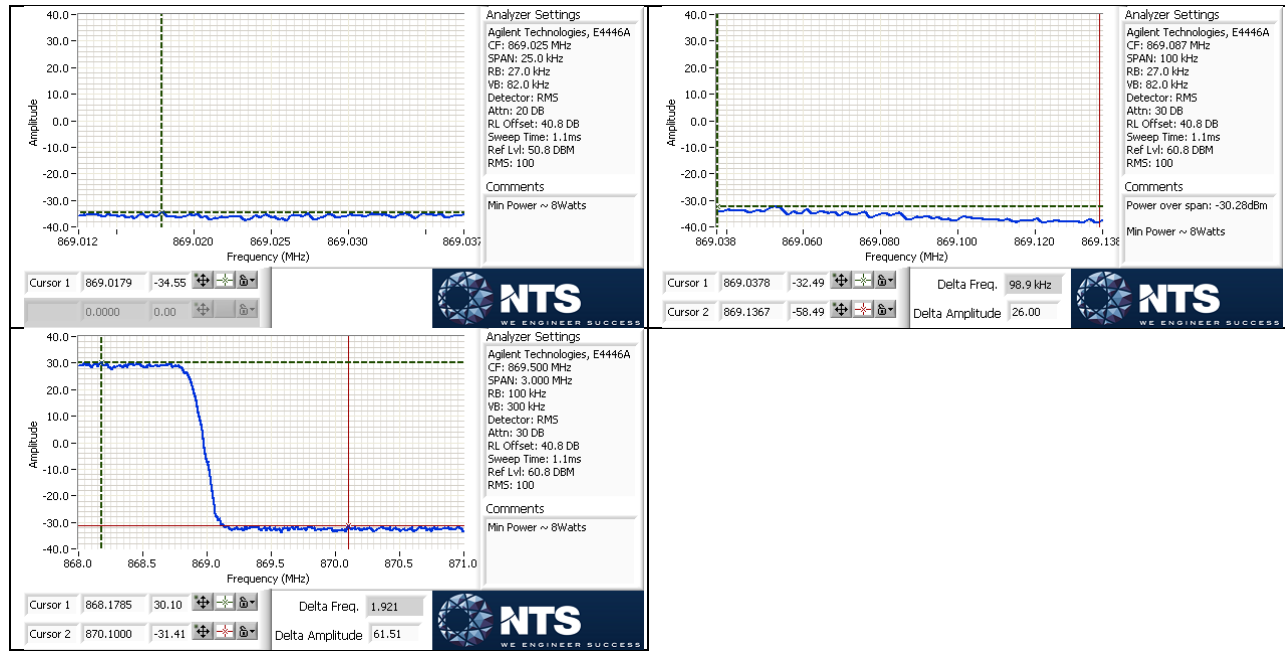 40.0-
30.0-
20.0-
10.0-
0.0-
-10.0-
-20.0-
-30.0-
-40.0-
Amplitude
869.012 869.020 869.025 869.030 869.037
Frequency (MHz)
Analyzer Settings
Agilent Technologies, E4446A
CF: 869.025 MHz
SPAN: 25.0 kHz
RB: 27.0 kHz
VB: 82.0 kHz
Detector: RMS
Attn: 20 DB
RL Offset: 40.8 DB
Sweep Time: 1.1ms
Ref Lvl: 50.8 DBM
RMS: 100
Comments
Min Power ~ 8Watts
Cursor 1 869.0179 -34.55
0.0000 0.00
NTS
WE ENGINEER SUCCESS
40.0-
30.0-
20.0-
10.0-
0.0-
-10.0-
-20.0-
-30.0-
-40.0-
Amplitude
869.038 869.060 869.080 869.100 869.120 869.138
Frequency (MHz)
Analyzer Settings
Agilent Technologies, E4446A
CF: 869.087 MHz
SPAN: 100 kHz
RB: 27.0 kHz
VB: 82.0 kHz
Detector: RMS
Attn: 30 DB
RL Offset: 40.8 DB
Sweep Time: 1.1ms
Ref Lvl: 60.8 DBM
RMS: 100
Comments
Power over span: -30.28dBm
Min Power ~ 8Watts
Cursor 1 869.0378 -32.49
Cursor 2 869.1367 -58.49
Delta Freq. 98.9 kHz
Delta Amplitude 26.00
NTS
WE ENGINEER SUCCESS
40.0-
30.0-
20.0-
10.0-
0.0-
-10.0-
-20.0-
-30.0-
-40.0-
Amplitude
868.0 868.5 869.0 869.5 870.0 870.5 871.0
Frequency (MHz)
Analyzer Settings
Agilent Technologies, E4446A
CF: 869.500 MHz
SPAN: 3.000 MHz
RB: 100 kHz
VB: 300 kHz
Detector: RMS
Attn: 30 DB
RL Offset: 40.8 DB
Sweep Time: 1.1ms
Ref Lvl: 60.8 DBM
RMS: 100
Comments
Min Power ~ 8Watts
Cursor 1 868.1785 30.10
Cursor 2 870.1000 -31.41
Delta Freq. 1.921
Delta Amplitude 61.51
NTS
WE ENGINEER SUCCESS